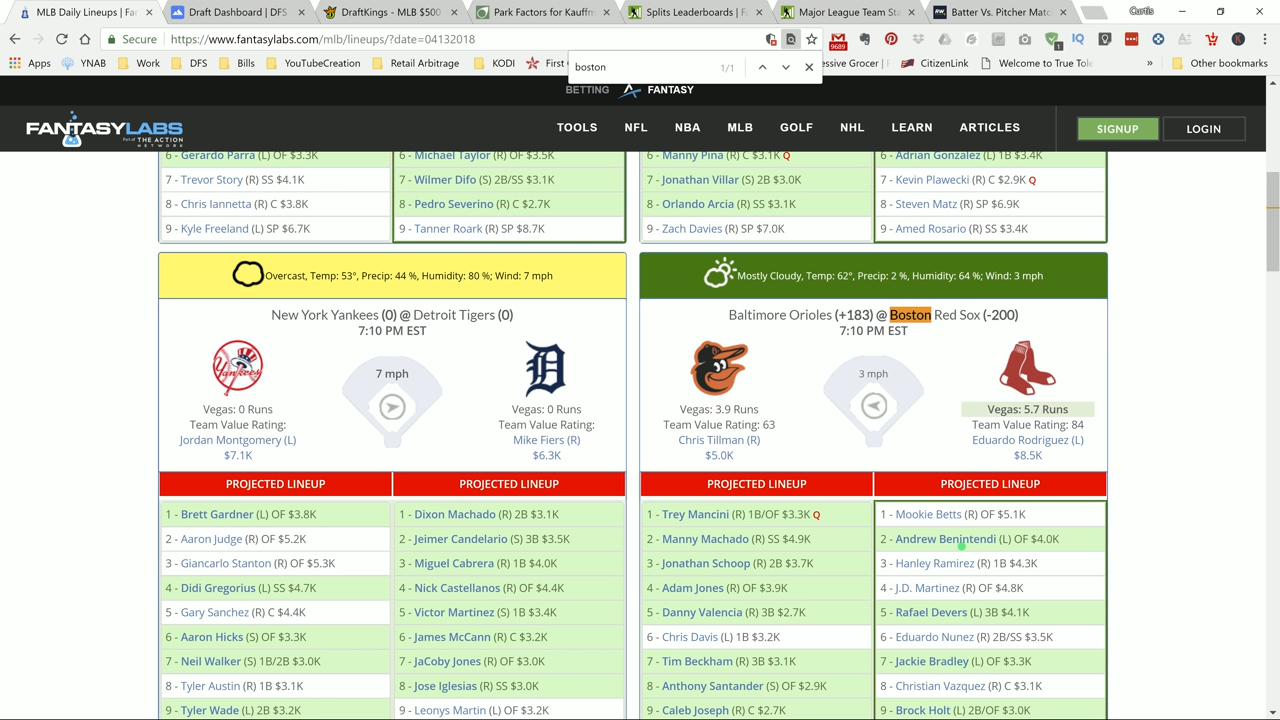 MLB Daily Lineups | Fan
Draft Dashboard | DFS
DraftKings - MLB $500
Park Factors for Kauffm
Splits Leaderboards | F
Major League Team Sta
Batter Vs. Pitcher Matc
Curtis
Secure
https://www.fantasylabs.com/mlb/lineups/?date=04132018
9689
Apps
YNAB
Work
DFS
Bills
YouTubeCreation
Retail Arbitrage
KODI
First
essive Grocer | F
CitizenLink
Welcome to True Tole
»
Other bookmarks
boston
1/1
BETTING
FANTASY
FANTASYLABS
Part of THE ACTION NETWORK
TOOLS
NFL
NBA
MLB
GOLF
NHL
LEARN
ARTICLES
SIGNUP
LOGIN
6 - Gerardo Parra (L) OF $3.3K
6 - Michael Taylor (R) OF $3.5K
6 - Manny Pina (R) C $3.1K Q
6 - Adrian Gonzalez (L) 1B $3.4K
7 - Trevor Story (R) SS $4.1K
7 - Wilmer Difo (S) 2B/SS $3.1K
7 - Jonathan Villar (S) 2B $3.0K
7 - Kevin Plawecki (R) C $2.9K Q
8 - Chris Iannetta (R) C $3.8K
8 - Pedro Severino (R) C $2.7K
8 - Orlando Arcia (R) SS $3.1K
8 - Steven Matz (R) SP $6.9K
9 - Kyle Freeland (L) SP $6.7K
9 - Tanner Roark (R) SP $8.7K
9 - Zach Davies (R) SP $7.0K
9 - Amed Rosario (R) SS $3.4K
Overcast, Temp: 53°, Precip: 44 %, Humidity: 80 %; Wind: 7 mph
New York Yankees (0) @ Detroit Tigers (0)
7:10 PM EST
7 mph
Vegas: 0 Runs
Team Value Rating:
Jordan Montgomery (L)
$7.1K
Vegas: 0 Runs
Team Value Rating:
Mike Fiers (R)
$6.3K
PROJECTED LINEUP
PROJECTED LINEUP
1 - Brett Gardner (L) OF $3.8K
1 - Dixon Machado (R) 2B $3.1K
2 - Aaron Judge (R) OF $5.2K
2 - Jeimer Candelario (S) 3B $3.5K
3 - Giancarlo Stanton (R) OF $5.3K
3 - Miguel Cabrera (R) 1B $4.0K
4 - Didi Gregorius (L) SS $4.7K
4 - Nick Castellanos (R) OF $4.4K
5 - Gary Sanchez (R) C $4.4K
5 - Victor Martinez (S) 1B $3.4K
6 - Aaron Hicks (S) OF $3.3K
6 - James McCann (R) C $3.2K
7 - Neil Walker (S) 1B/2B $3.0K
7 - JaCoby Jones (R) OF $3.0K
8 - Tyler Austin (R) 1B $3.1K
8 - Jose Iglesias (R) SS $3.0K
9 - Tyler Wade (L) 2B $3.2K
9 - Leonys Martin (L) OF $3.2K
Mostly Cloudy, Temp: 62°, Precip: 2 %, Humidity: 64 %; Wind: 3 mph
Baltimore Orioles (+183) @ Boston Red Sox (-200)
7:10 PM EST
3 mph
Vegas: 3.9 Runs
Team Value Rating: 63
Chris Tillman (R)
$5.0K
Vegas: 5.7 Runs
Team Value Rating: 84
Eduardo Rodriguez (L)
$8.5K
PROJECTED LINEUP
PROJECTED LINEUP
1 - Trey Mancini (R) 1B/OF $3.3K Q
1 - Mookie Betts (R) OF $5.1K
2 - Manny Machado (R) SS $4.9K
2 - Andrew Benintendi (L) OF $4.0K
3 - Jonathan Schoop (R) 2B $3.7K
3 - Hanley Ramirez (R) 1B $4.3K
4 - Adam Jones (R) OF $3.9K
4 - J.D. Martinez (R) OF $4.8K
5 - Danny Valencia (R) 3B $2.7K
5 - Rafael Devers (L) 3B $4.1K
6 - Chris Davis (L) 1B $3.2K
6 - Eduardo Nunez (R) 2B/SS $3.5K
7 - Tim Beckham (R) 3B $3.1K
7 - Jackie Bradley (L) OF $3.3K
8 - Anthony Santander (S) OF $2.9K
8 - Christian Vazquez (R) C $3.1K
9 - Caleb Joseph (R) C $2.7K
9 - Brock Holt (L) 2B/OF $3.0K